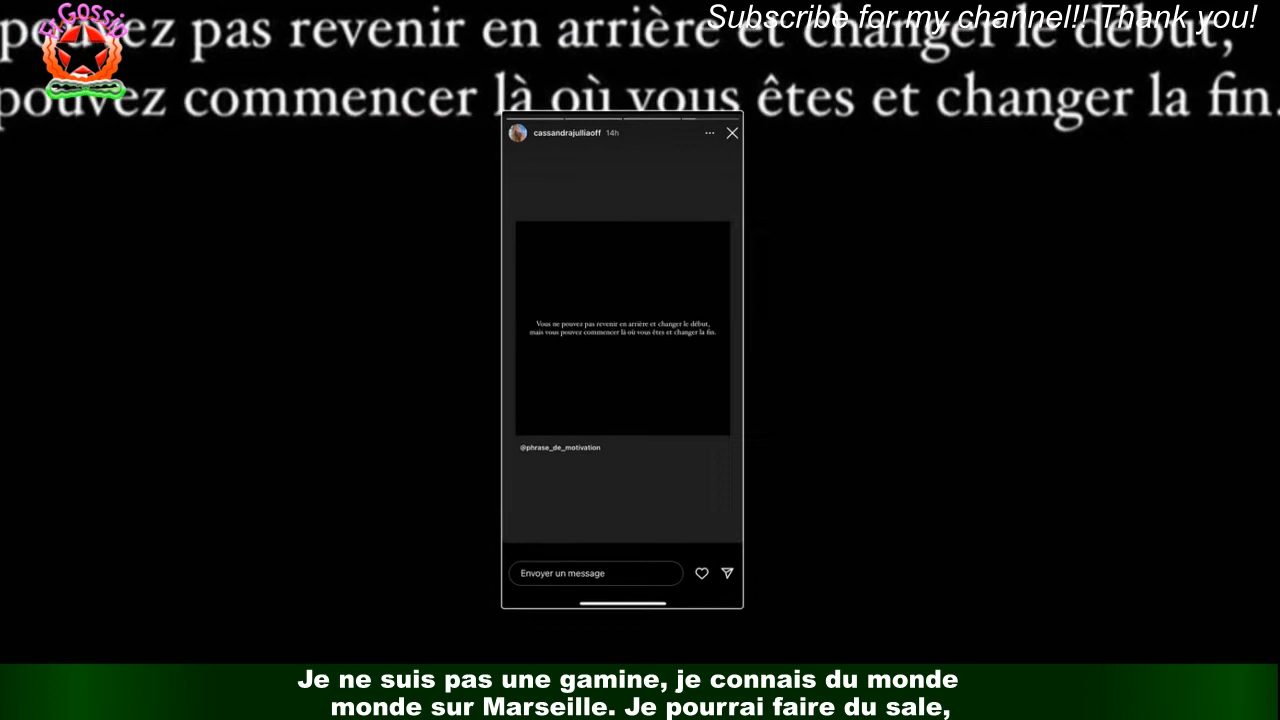 El Gossip
Subscribe for my channel!! Thank you!
pouvez pas revenir en arrière et changer le début,
pouvez commencer là où vous êtes et changer la fin.
cassandrajulliaoff 14h
Vous ne pouvez pas revenir en arrière et changer le début,
mais vous pouvez commencer là où vous êtes et changer la fin.
@phrase_de_motivation
Envoyer un message
Je ne suis pas une gamine, je connais du monde
monde sur Marseille. Je pourrai faire du sale,